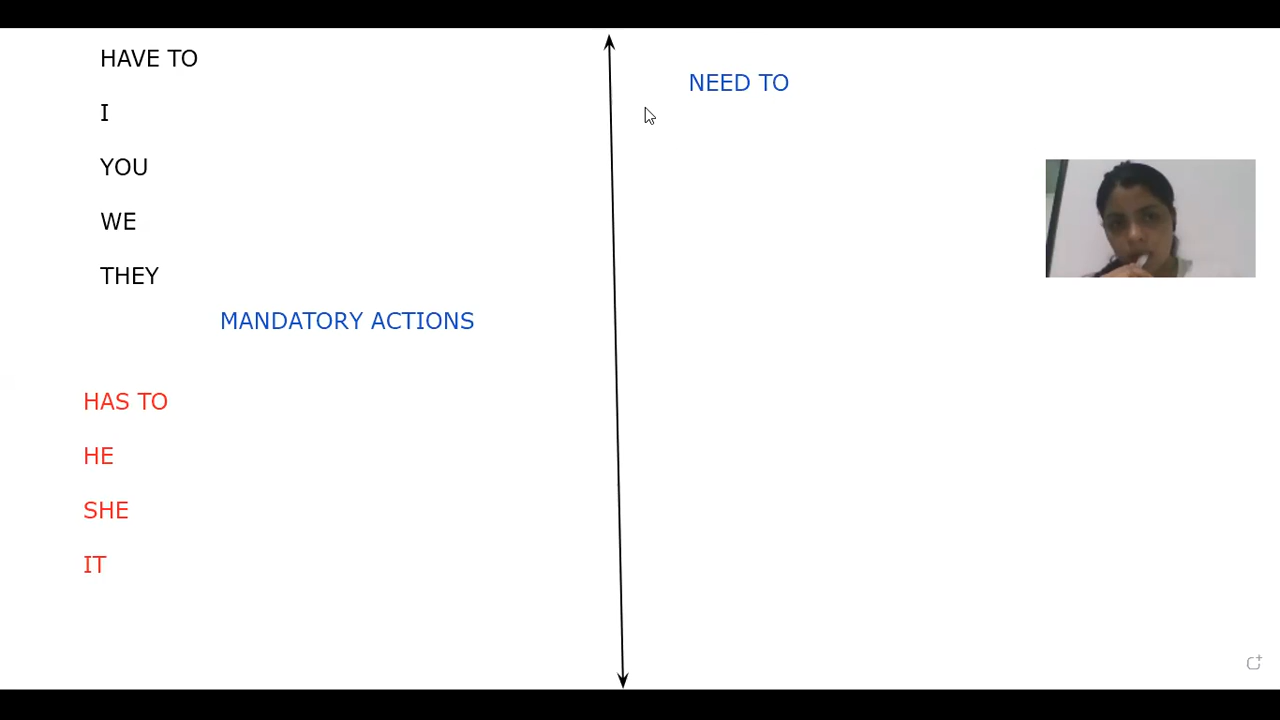 HAVE TO
I
YOU
WE
THEY
MANDATORY ACTIONS
HAS TO
HE
SHE
IT
NEED TO